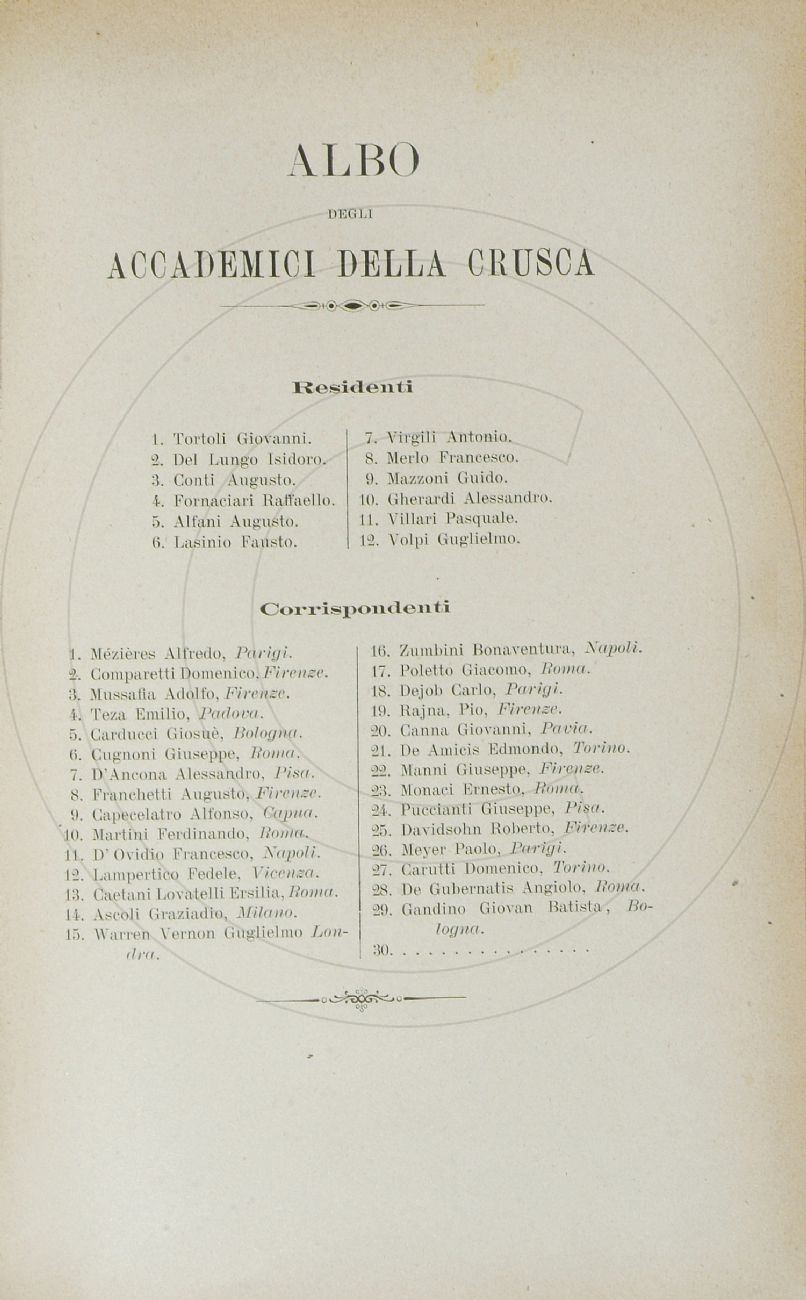 ALBO
DEGLI
ACCADEMICI DELLA CRUSCA
Residenti
1. Tortoli Giovanni.
2. Del Lungo Isidoro.
3. Conti Augusto.
4. Fornaciari Raffaello.
5. Alfani Augusto.
6. Lasinio Fausto.
7. Virgili Antonio.
8. Merlo Francesco.
9. Mazzoni Guido.
10. Gherardi Alessandro.
11. Villari Pasquale.
12. Volpi Guglielmo.
Corrispondenti
1. Mézières Alfredo, Parigi.
2. Comparetti Domenico, Firenze.
3. Mussafia Adolfo, Firenze.
4. Teza Emilio, Padova.
5. Carducci Giosuè, Bologna.
6. Cugnoni Giuseppe, Roma.
7. D'Ancona Alessandro, Pisa.
8. Franchetti Augusto, Firenze.
9. Capecelatro Alfonso, Capua.
10. Martini Ferdinando, Roma.
11. D' Ovidio Francesco, Napoli.
12. Lampertico Fedele, Vicenza.
13. Caetani Lovatelli Ersilia, Roma.
14. Ascoli Graziadio, Milano.
15. Warren Vernon Guglielmo Lon-
dra.
16. Zumbini Bonaventura, Napoli.
17. Poletto Giacomo, Roma.
18. Dejob Carlo, Parigi.
19. Rajna, Pio, Firenze.
20. Canna Giovanni, Pavia.
21. De Amicis Edmondo, Torino.
22. Manni Giuseppe, Firenze.
23. Monaci Ernesto, Roma.
24. Puccianti Giuseppe, Pisa.
25. Davidsohn Roberto, Firenze.
26. Meyer Paolo, Parigi.
27. Carutti Domenico, Torino.
28. De Gubernatis Angiolo, Roma.
29. Gandino Giovan Batista, Bo-
logna.
30. . . . . . . . . . . . . . . . .